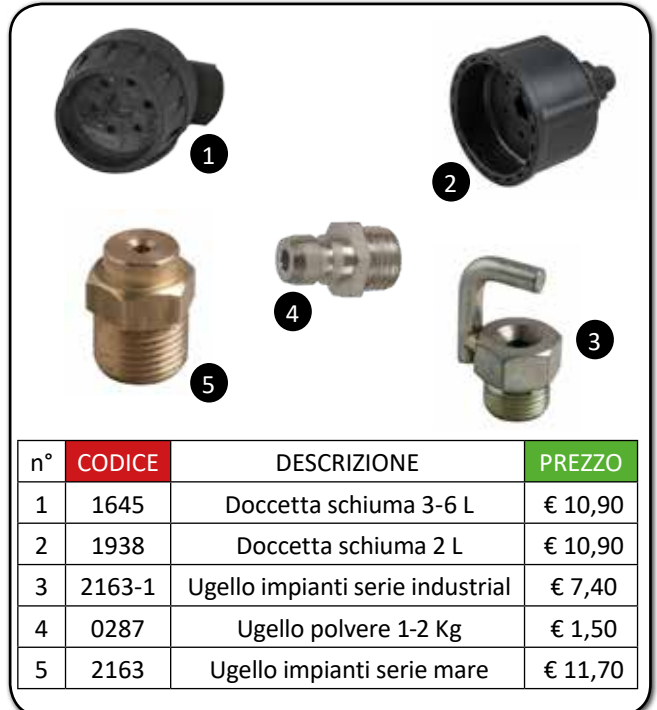 1
2
4
3
5
n° CODICE DESCRIZIONE PREZZO
1 1645 Doccetta schiuma 3-6 L € 10,90
2 1938 Doccetta schiuma 2 L € 10,90
3 2163-1 Ugello impianti serie industrial € 7,40
4 0287 Ugello polvere 1-2 Kg € 1,50
5 2163 Ugello impianti serie mare € 11,70